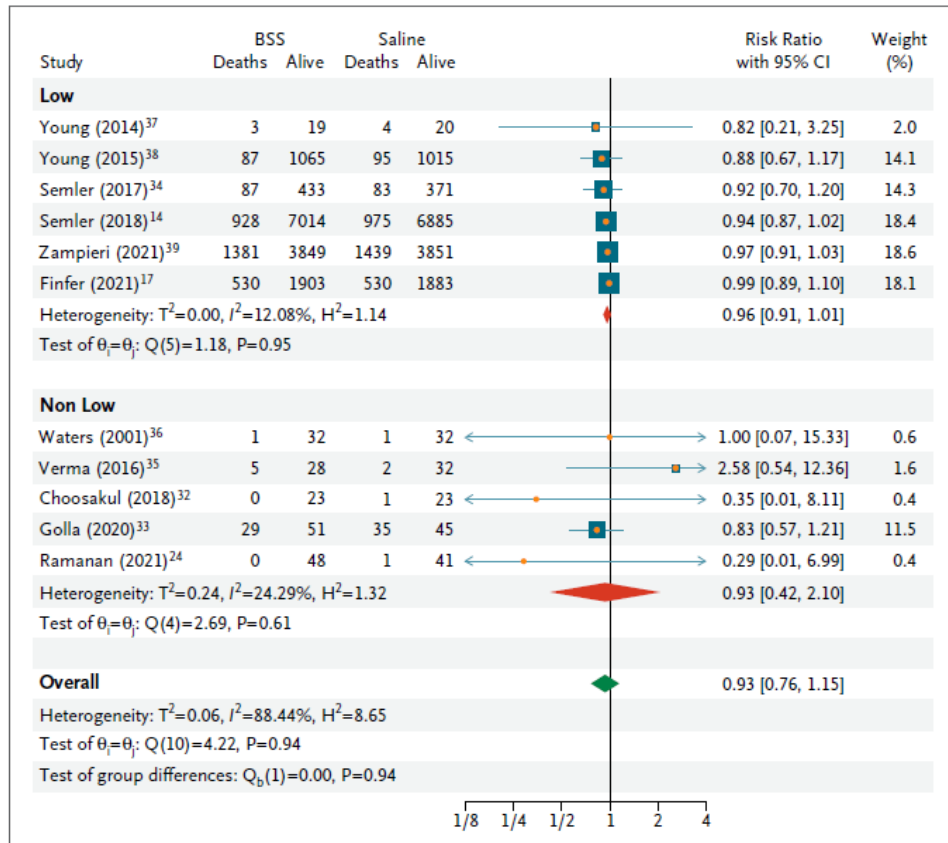 BSS Saline Risk Ratio Weight
Study Deaths Alive Deaths Alive with 95% CI (%)
Low
Young (2014)³⁷ 3 19 4 20 0.82 [0.21, 3.25] 2.0
Young (2015)³⁸ 87 1065 95 1015 0.88 [0.67, 1.17] 14.1
Semler (2017)³⁴ 87 433 83 371 0.92 [0.70, 1.20] 14.3
Semler (2018)¹⁴ 928 7014 975 6885 0.94 [0.87, 1.02] 18.4
Zampieri (2021)³⁹ 1381 3849 1439 3851 0.97 [0.91, 1.03] 18.6
Finfer (2021)¹⁷ 530 1903 530 1883 0.99 [0.89, 1.10] 18.1
Heterogeneity: T²=0.00, I²=12.08%, H²=1.14 0.96 [0.91, 1.01]
Test of θᵢ=θⱼ: Q(5)=1.18, P=0.95
Non Low
Waters (2001)³⁶ 1 32 1 32 1.00 [0.07, 15.33] 0.6
Verma (2016)³⁵ 5 28 2 32 2.58 [0.54, 12.36] 1.6
Choosakul (2018)³² 0 23 1 23 0.35 [0.01, 8.11] 0.4
Golla (2020)³³ 29 51 35 45 0.83 [0.57, 1.21] 11.5
Ramanan (2021)²⁴ 0 48 1 41 0.29 [0.01, 6.99] 0.4
Heterogeneity: T²=0.24, I²=24.29%, H²=1.32 0.93 [0.42, 2.10]
Test of θᵢ=θⱼ: Q(4)=2.69, P=0.61
Overall 0.93 [0.76, 1.15]
Heterogeneity: T²=0.06, I²=88.44%, H²=8.65
Test of θᵢ=θⱼ: Q(10)=4.22, P=0.94
Test of group differences: Q_b(1)=0.00, P=0.94
1/8 1/4 1/2 1 2 4